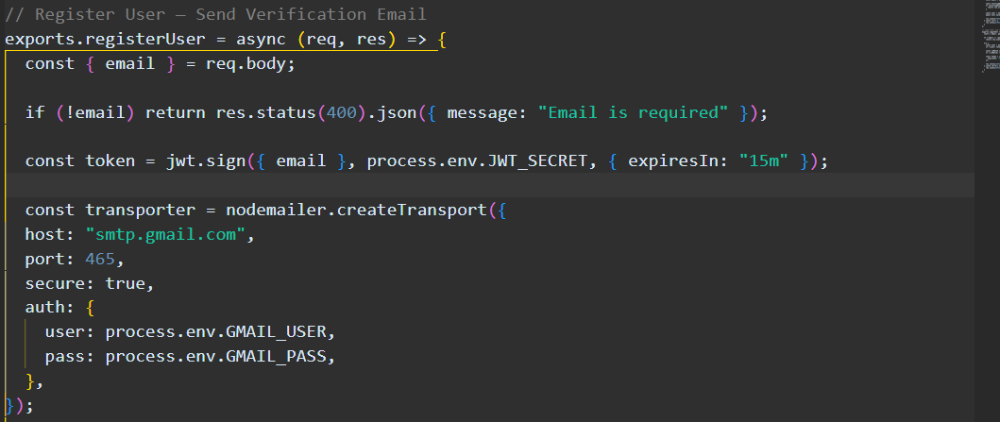 // Register User — Send Verification Email
exports.registerUser = async (req, res) => {
  const { email } = req.body;
  if (!email) return res.status(400).json({ message: "Email is required" });
  const token = jwt.sign({ email }, process.env.JWT_SECRET, { expiresIn: "15m" });
  const transporter = nodemailer.createTransport({
  host: "smtp.gmail.com",
  port: 465,
  secure: true,
  auth: {
    user: process.env.GMAIL_USER,
    pass: process.env.GMAIL_PASS,
  },
});